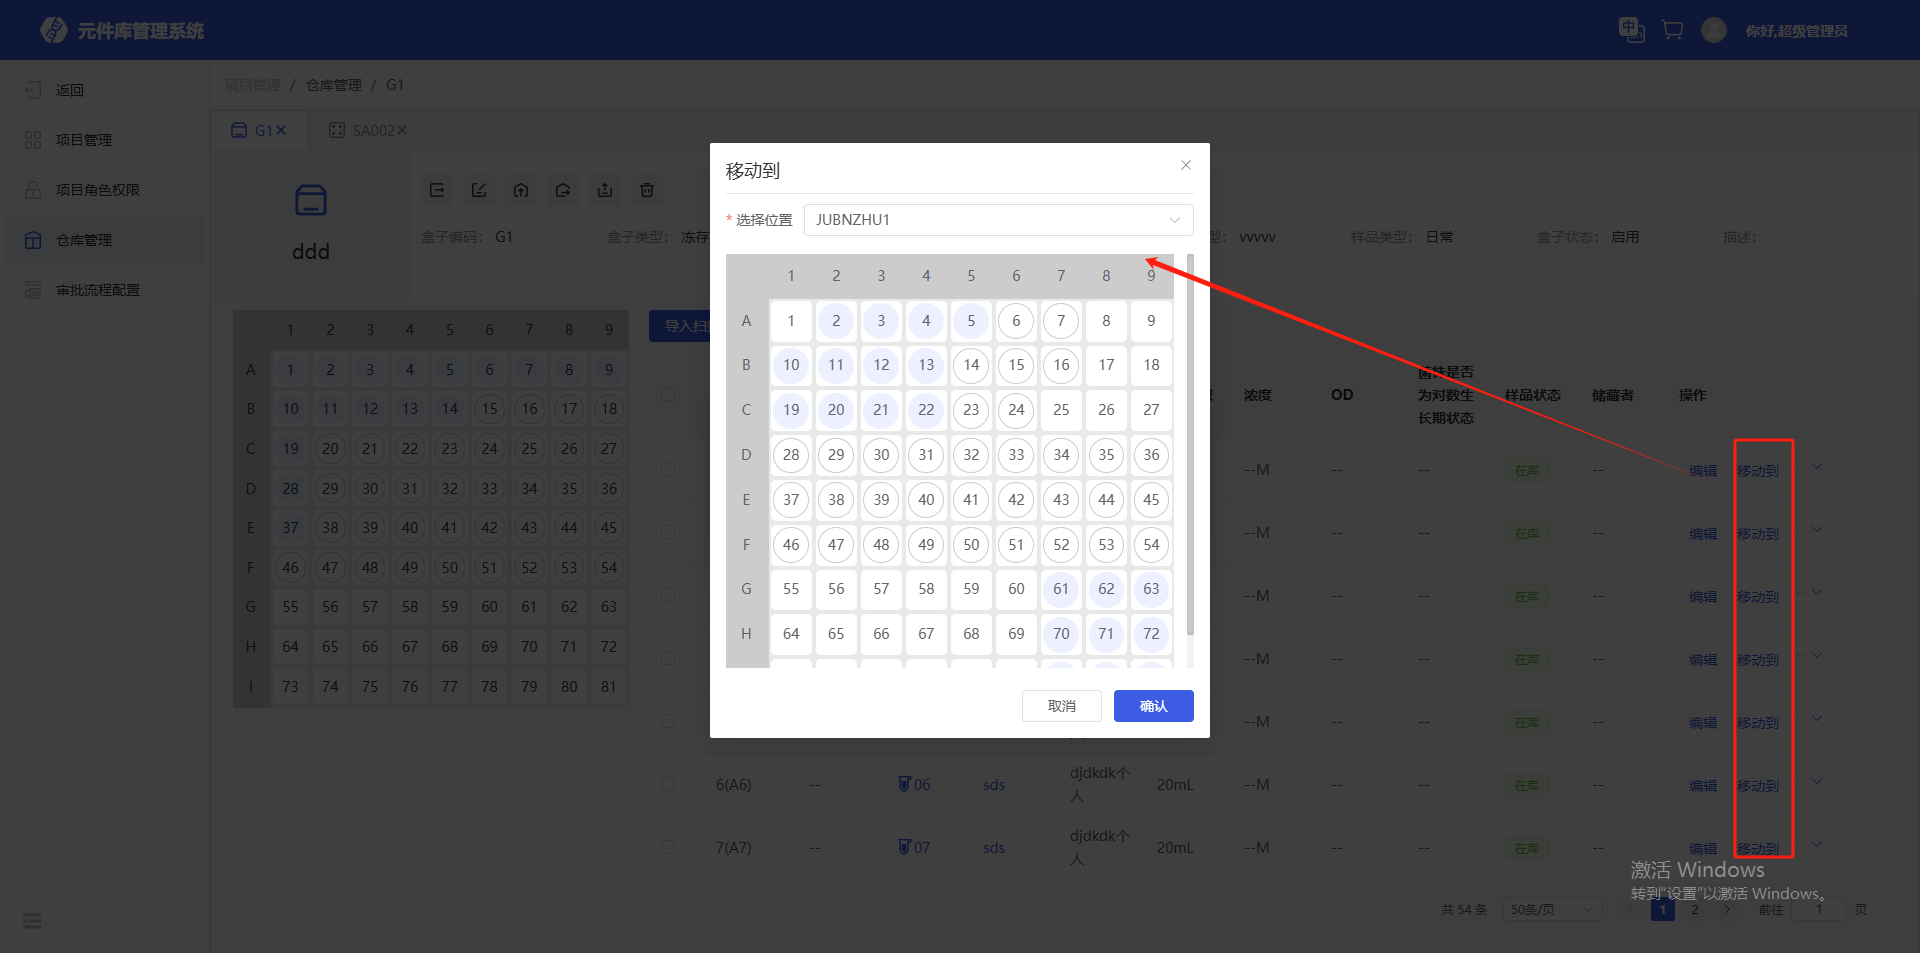 元件库管理系统
中
你好,超级管理员
返回
项目管理
项目角色权限
仓库管理
审批流程配置
项目管理 / 仓库管理 / G1
G1
SA002
ddd
盒子编码: G1
盒子类型: 冻存
型: vvvvv
样品类型: 日常
盒子状态: 启用
描述:
1 2 3 4 5 6 7 8 9
A 1 2 3 4 5 6 7 8 9
B 10 11 12 13 14 15 16 17 18
C 19 20 21 22 23 24 25 26 27
D 28 29 30 31 32 33 34 35 36
E 37 38 39 40 41 42 43 44 45
F 46 47 48 49 50 51 52 53 54
G 55 56 57 58 59 60 61 62 63
H 64 65 66 67 68 69 70 71 72
I 73 74 75 76 77 78 79 80 81
移动到
* 选择位置 JUBNZHU1
1 2 3 4 5 6 7 8 9
A 1 2 3 4 5 6 7 8 9
B 10 11 12 13 14 15 16 17 18
C 19 20 21 22 23 24 25 26 27
D 28 29 30 31 32 33 34 35 36
E 37 38 39 40 41 42 43 44 45
F 46 47 48 49 50 51 52 53 54
G 55 56 57 58 59 60 61 62 63
H 64 65 66 67 68 69 70 71 72
取消 确认
导入扫
浓度 OD 菌株是否 样品状态 储藏者 操作
为对数生
长期状态
--M -- -- 在库 -- 编辑 移动到
--M -- -- 在库 -- 编辑 移动到
--M -- -- 在库 -- 编辑 移动到
--M -- -- 在库 -- 编辑 移动到
--M -- -- 在库 -- 编辑 移动到
6(A6) -- 06 sds djdkdk个 20mL --M -- -- 在库 -- 编辑 移动到
人
7(A7) -- 07 sds djdkdk个 20mL --M -- -- 在库 -- 编辑 移动到
人
激活 Windows
转到“设置”以激活 Windows。
共 54 条 50条/页 1 2 前往 1 页